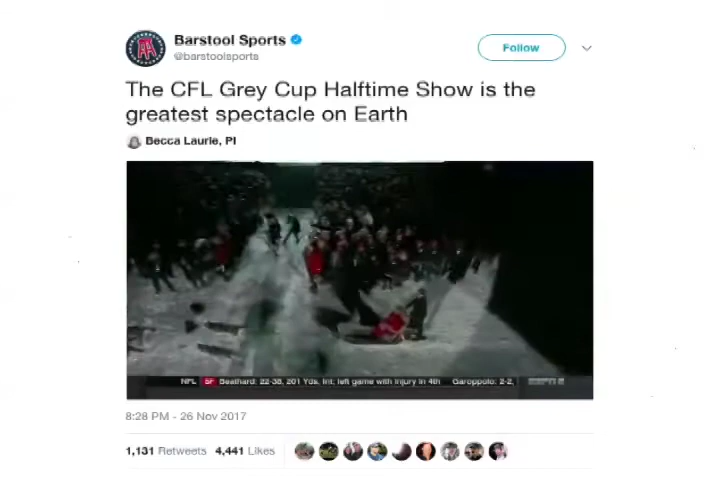 Barstool Sports
@barstoolsports
Follow
The CFL Grey Cup Halftime Show is the
greatest spectacle on Earth
Becca Laurie, PI
NFL SF Beathard: 22-38, 201 Yds, Int; left game with injury in 4th Garoppolo: 2-2,
8:28 PM - 26 Nov 2017
1,131 Retweets 4,441 Likes